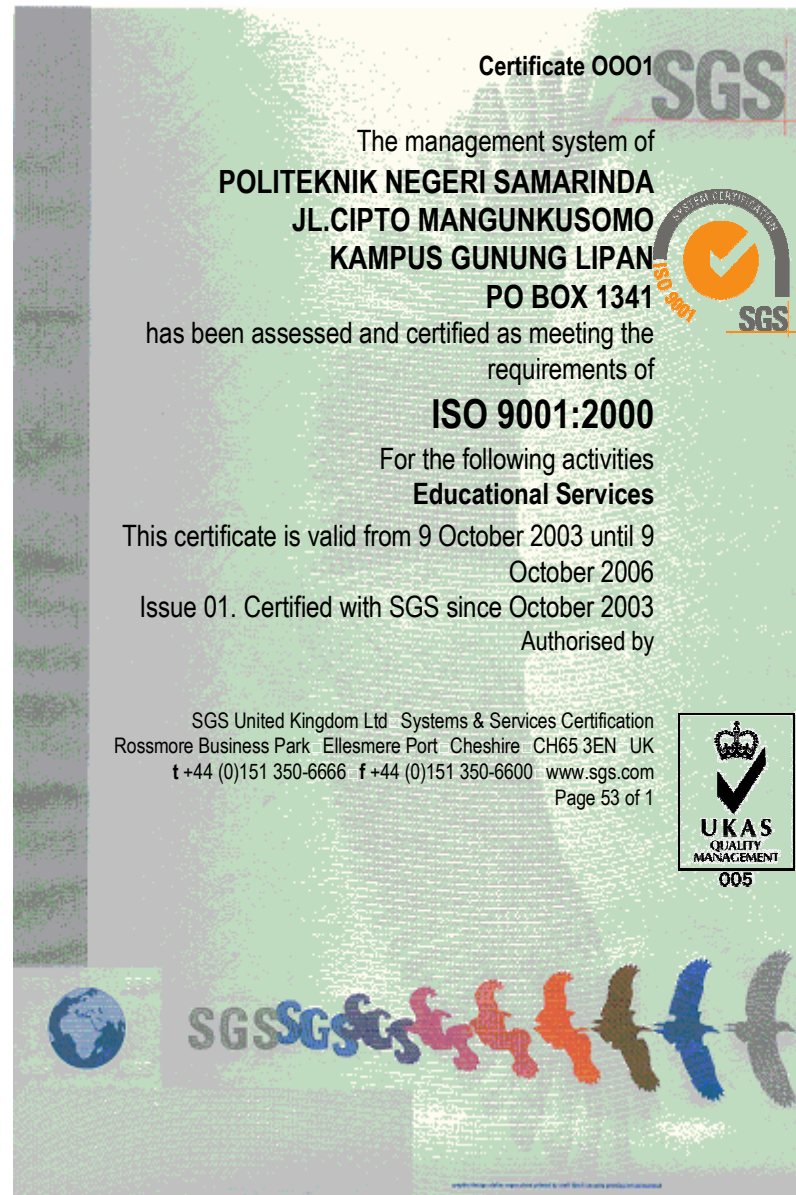 Certificate OOO1
SGS
The management system of
POLITEKNIK NEGERI SAMARINDA
JL.CIPTO MANGUNKUSOMO
KAMPUS GUNUNG LIPAN
PO BOX 1341
SYSTEM CERTIFICATION
ISO 9001
SGS
has been assessed and certified as meeting the
requirements of
ISO 9001:2000
For the following activities
Educational Services
This certificate is valid from 9 October 2003 until 9
October 2006
Issue 01. Certified with SGS since October 2003
Authorised by
SGS United Kingdom Ltd Systems & Services Certification
Rossmore Business Park Ellesmere Port Cheshire CH65 3EN UK
t +44 (0)151 350-6666 f +44 (0)151 350-6600 www.sgs.com
Page 53 of 1
UKAS
QUALITY
MANAGEMENT
005
SGSSGSSGS